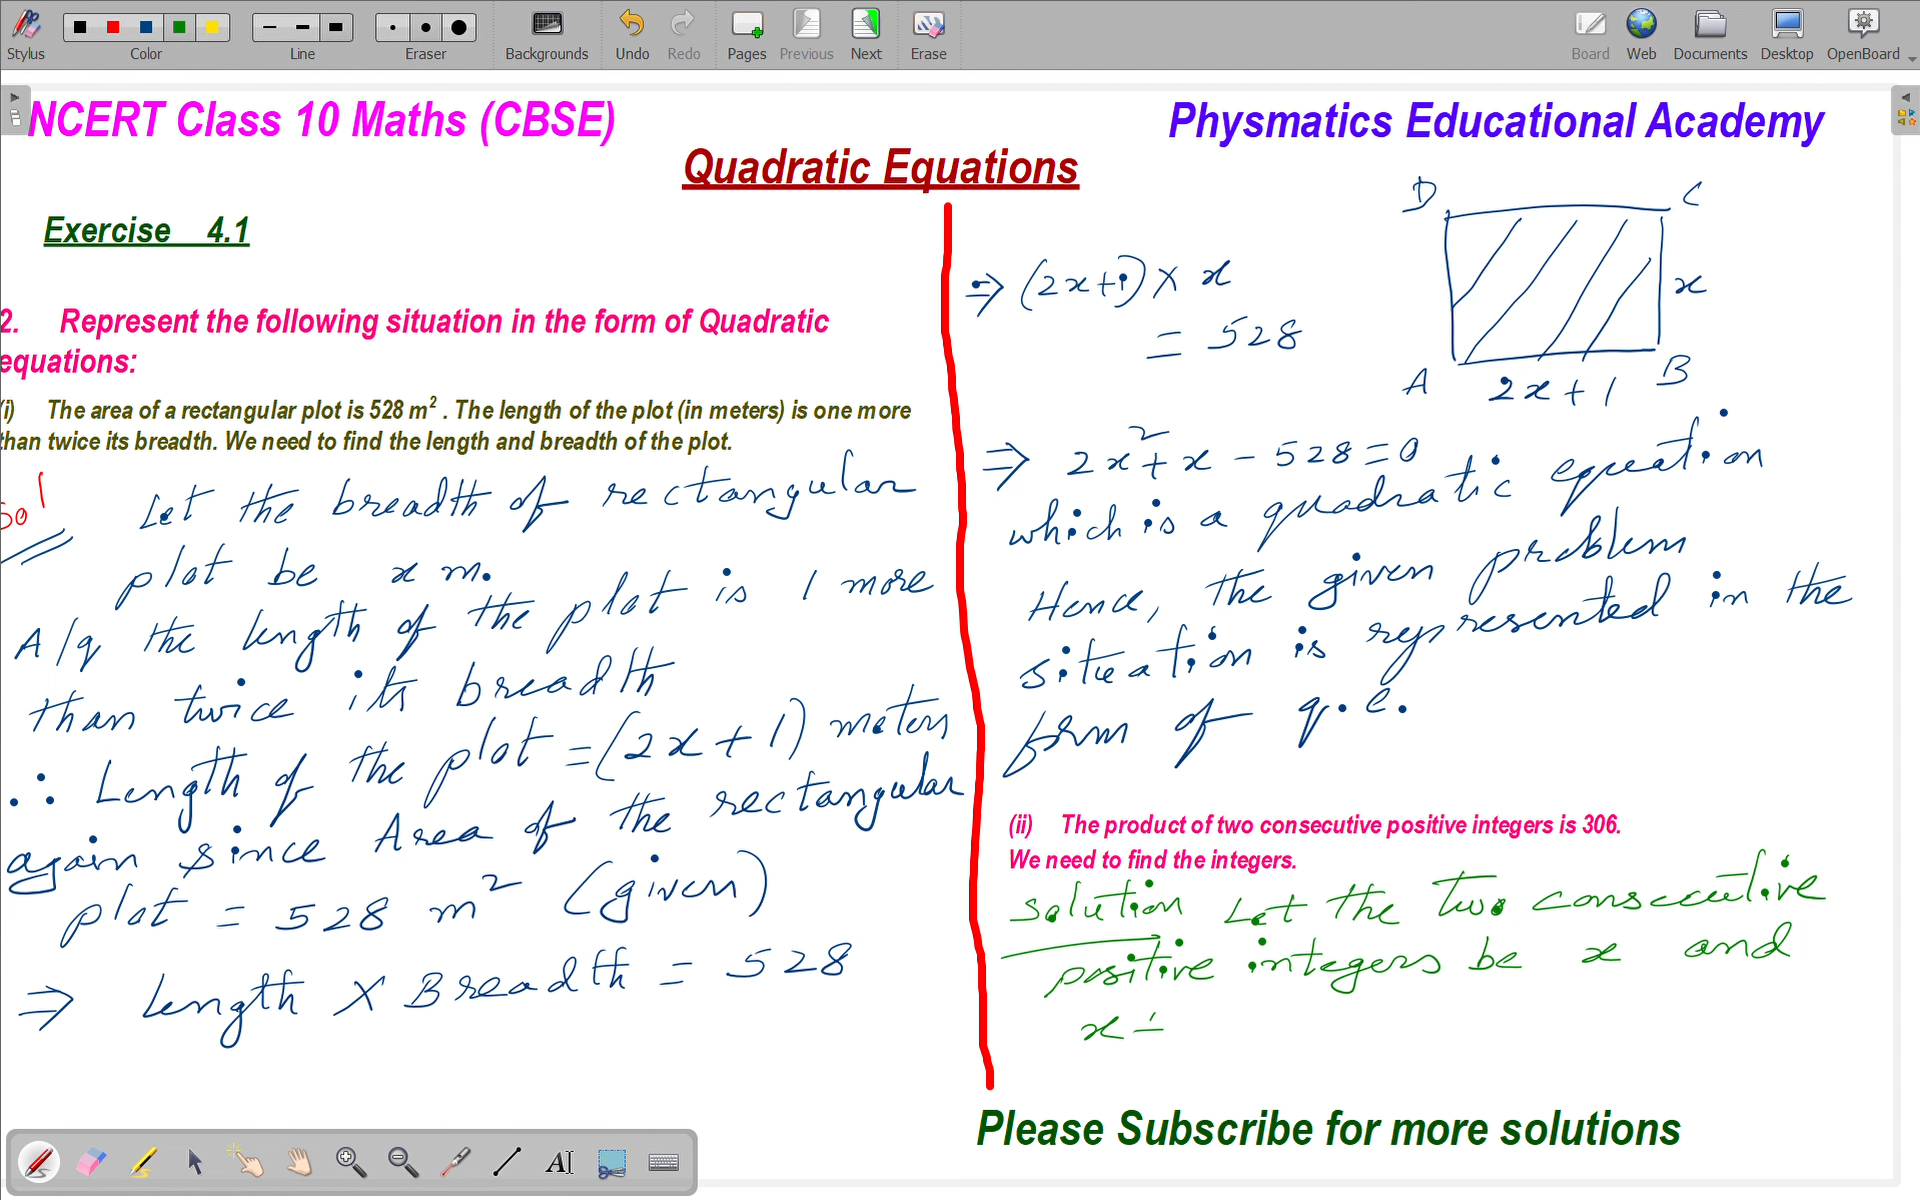 Stylus Color Line Eraser Backgrounds Undo Redo Pages Previous Next Erase Board Web Documents Desktop OpenBoard
NCERT Class 10 Maths (CBSE)
Physmatics Educational Academy
Quadratic Equations
Exercise 4.1
2. Represent the following situation in the form of Quadratic
equations:
(i) The area of a rectangular plot is 528 m². The length of the plot (in meters) is one more
than twice its breadth. We need to find the length and breadth of the plot.
Sol
Let the breadth of rectangular
plot be x m.
A/q the length of the plot is 1 more
than twice its breadth
∴ Length of the plot = (2x+1) meters
again since Area of the rectangular
plot = 528 m² (given)
⇒ length × Breadth = 528
D C
x
A B
2x+1
⇒ (2x+1) × x
= 528
⇒ 2x²+x-528=0
which is a quadratic equation
Hence, the given problem
situation is represented in the
form of q.e.
(ii) The product of two consecutive positive integers is 306.
We need to find the integers.
Solution Let the two consecutive
positive integers be x and
x +
Please Subscribe for more solutions